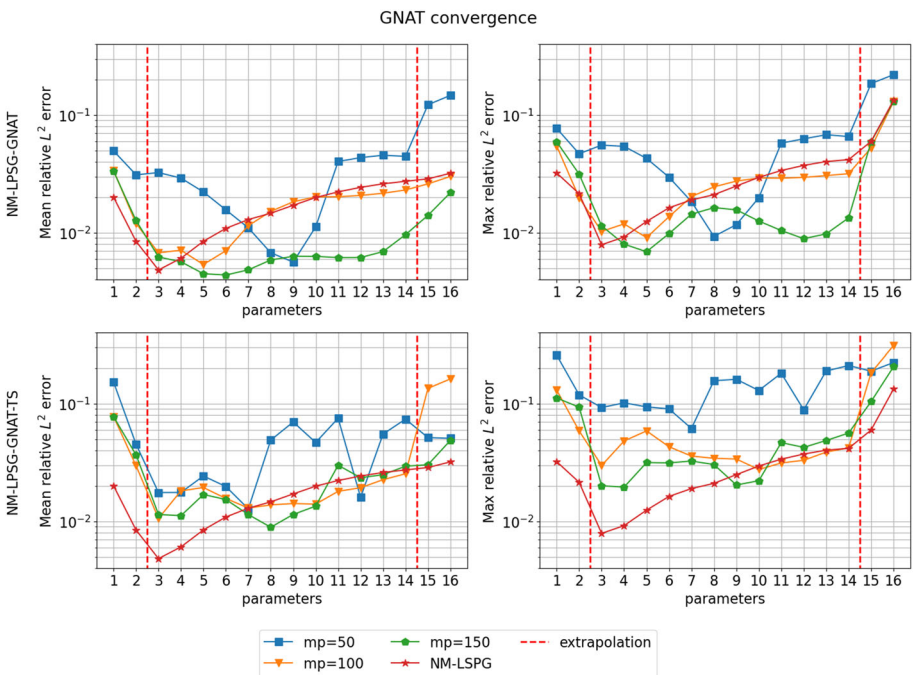 GNAT convergence
NM-LPSG-GNAT
Mean relative L² error
10⁻¹
10⁻²
1 2 3 4 5 6 7 8 9 10 11 12 13 14 15 16
parameters
Max relative L² error
10⁻¹
10⁻²
1 2 3 4 5 6 7 8 9 10 11 12 13 14 15 16
parameters
NM-LPSG-GNAT-TS
Mean relative L² error
10⁻¹
10⁻²
1 2 3 4 5 6 7 8 9 10 11 12 13 14 15 16
parameters
Max relative L² error
10⁻¹
10⁻²
1 2 3 4 5 6 7 8 9 10 11 12 13 14 15 16
parameters
mp=50
mp=100
mp=150
NM-LSPG
extrapolation